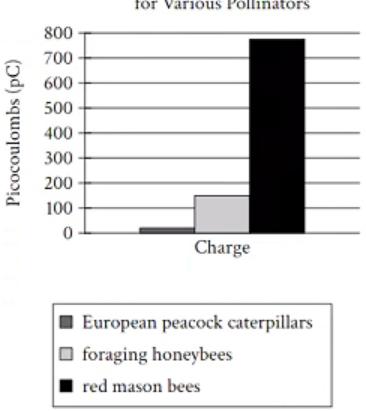 for Various Pollinators
Picocoulombs (pC)
800
700
600
500
400
300
200
100
0
Charge
European peacock caterpillars
foraging honeybees
red mason bees